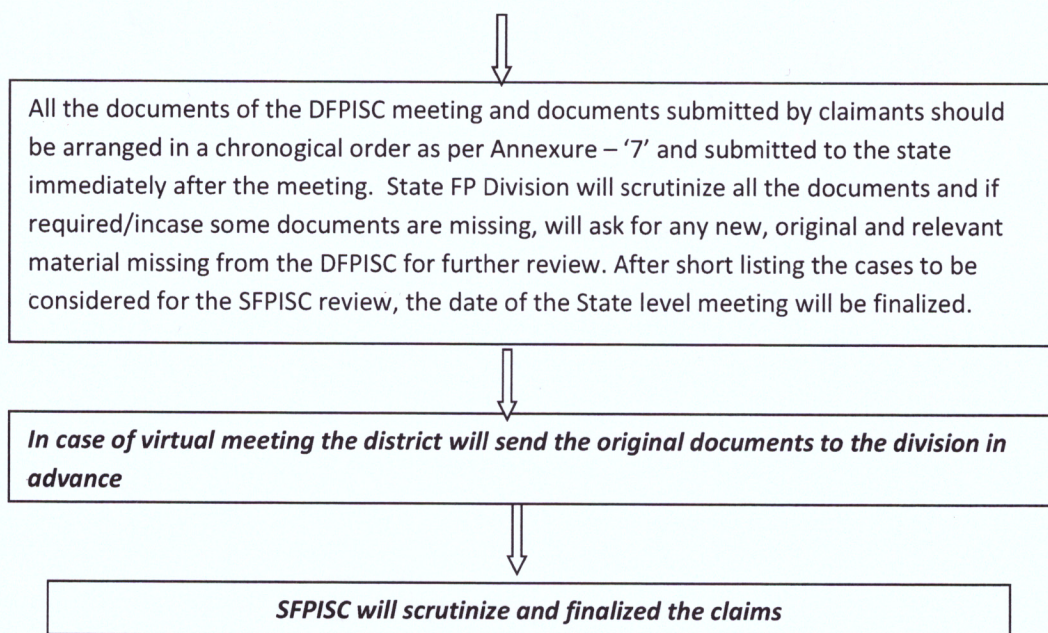 All the documents of the DFPISC meeting and documents submitted by claimants should
be arranged in a chronogical order as per Annexure – '7' and submitted to the state
immediately after the meeting. State FP Division will scrutinize all the documents and if
required/incase some documents are missing, will ask for any new, original and relevant
material missing from the DFPISC for further review. After short listing the cases to be
considered for the SFPISC review, the date of the State level meeting will be finalized.
In case of virtual meeting the district will send the original documents to the division in
advance
SFPISC will scrutinize and finalized the claims